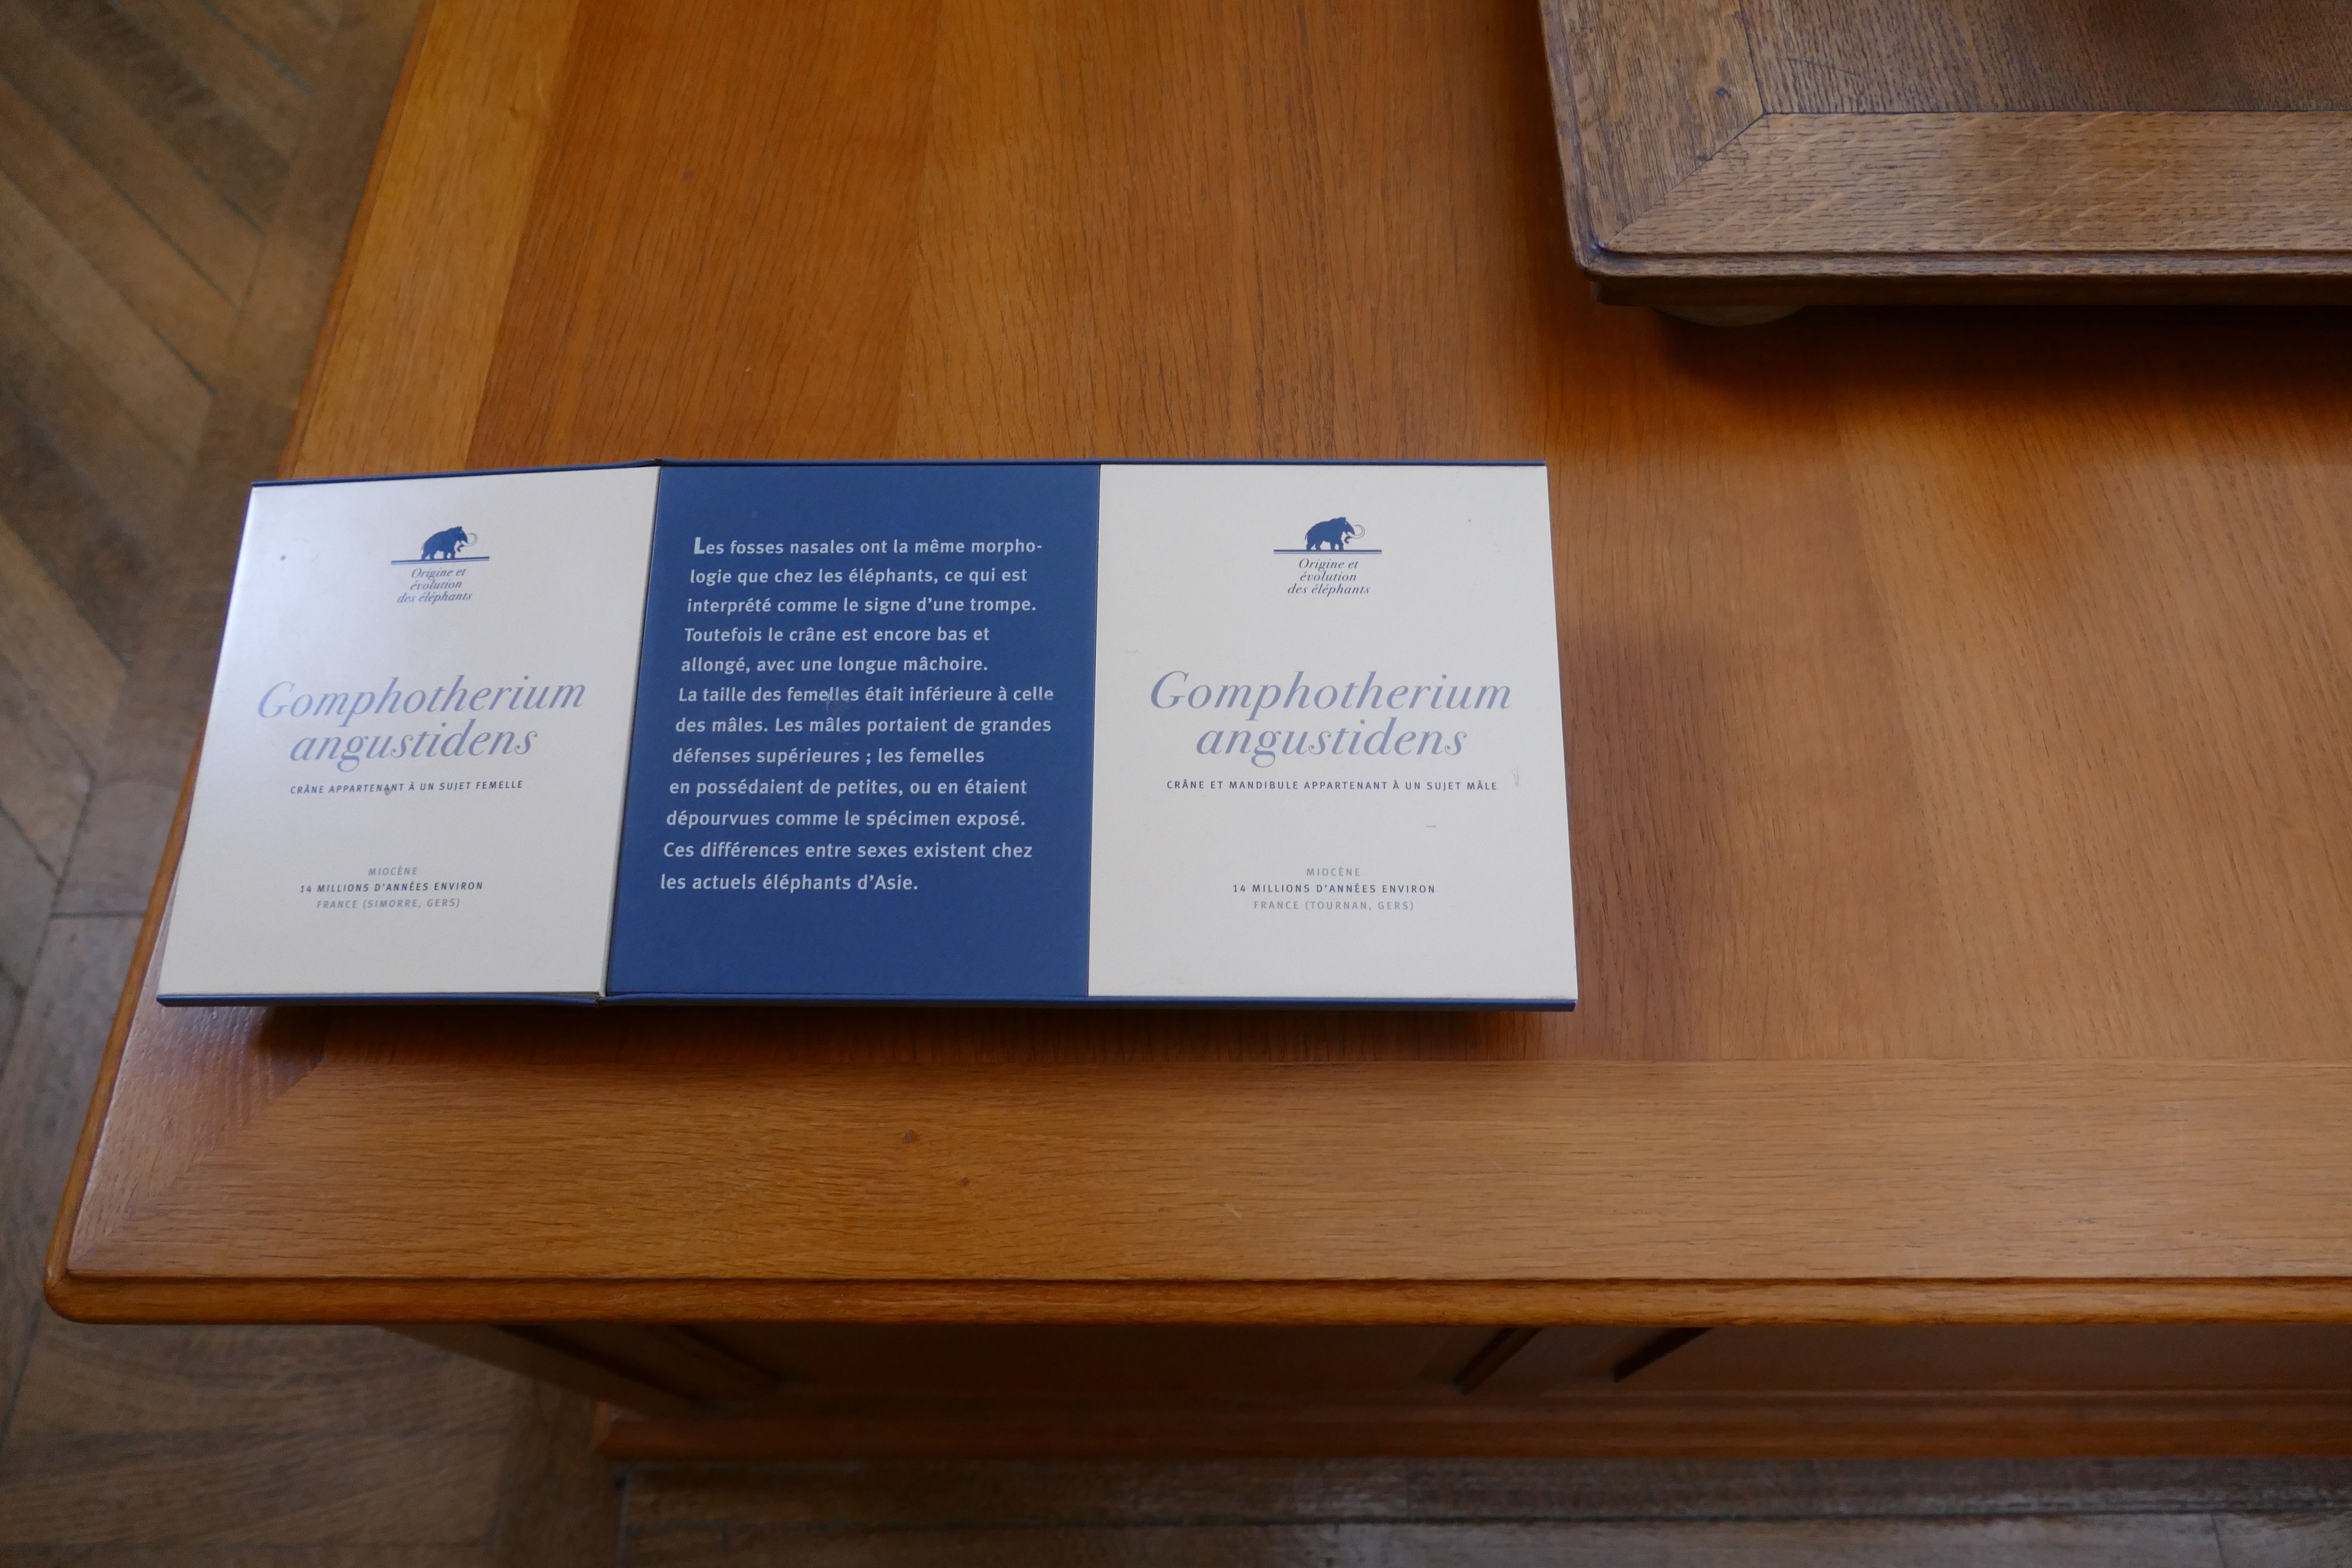 Origine et
évolution
des éléphants
Gomphotherium
angustidens
CRÂNE APPARTENANT À UN SUJET FEMELLE
MIOCÈNE
14 MILLIONS D'ANNÉES ENVIRON
FRANCE (SIMORRE, GERS)
Les fosses nasales ont la même morpho-
logie que chez les éléphants, ce qui est
interprété comme le signe d'une trompe.
Toutefois le crâne est encore bas et
allongé, avec une longue mâchoire.
La taille des femelles était inférieure à celle
des mâles. Les mâles portaient de grandes
défenses supérieures ; les femelles
en possédaient de petites, ou en étaient
dépourvues comme le spécimen exposé.
Ces différences entre sexes existent chez
les actuels éléphants d'Asie.
Origine et
évolution
des éléphants
Gomphotherium
angustidens
CRÂNE ET MANDIBULE APPARTENANT À UN SUJET MÂLE
MIOCÈNE
14 MILLIONS D'ANNÉES ENVIRON
FRANCE (TOURNAN, GERS)